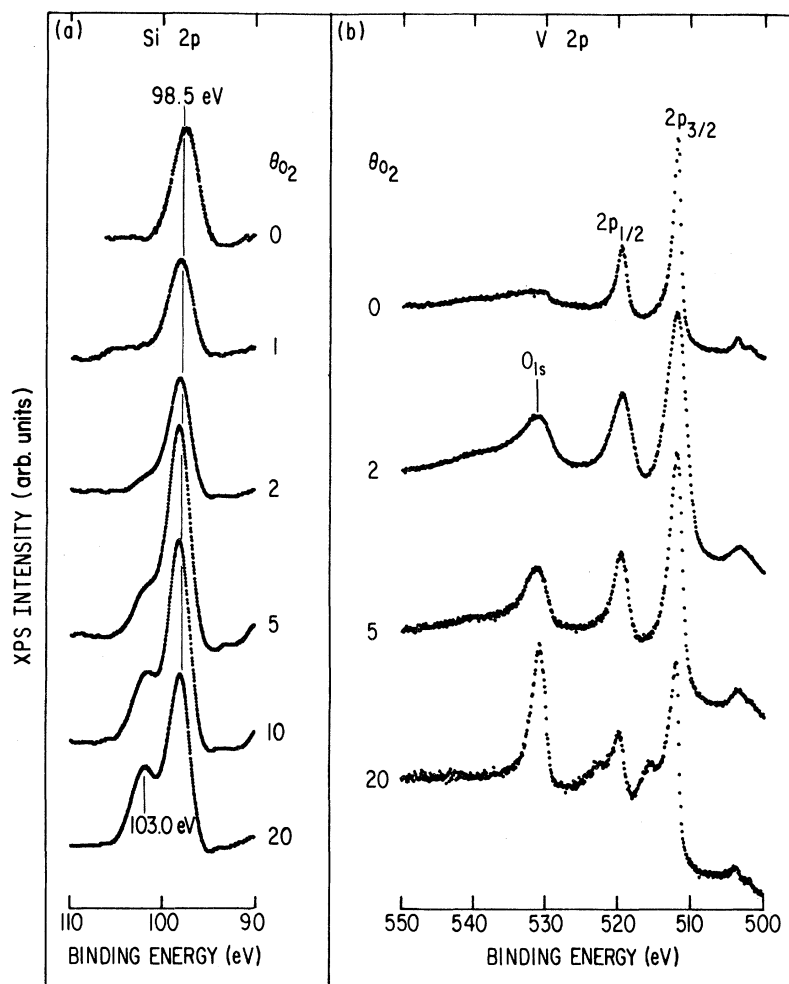 (a) Si 2p
98.5 eV
θO2
0
1
2
5
10
20
103.0 eV
110 100 90
BINDING ENERGY (eV)
XPS INTENSITY (arb. units)
(b) V 2p
2p3/2
θO2
2p1/2
0
O1s
2
5
20
550 540 530 520 510 500
BINDING ENERGY (eV)